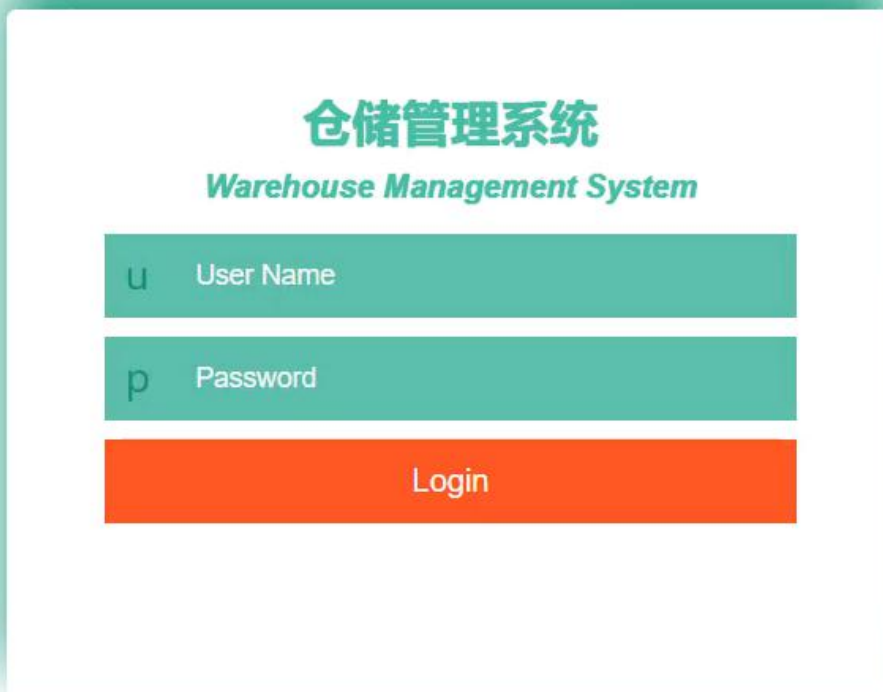 仓储管理系统
Warehouse Management System
u User Name
p Password
Login